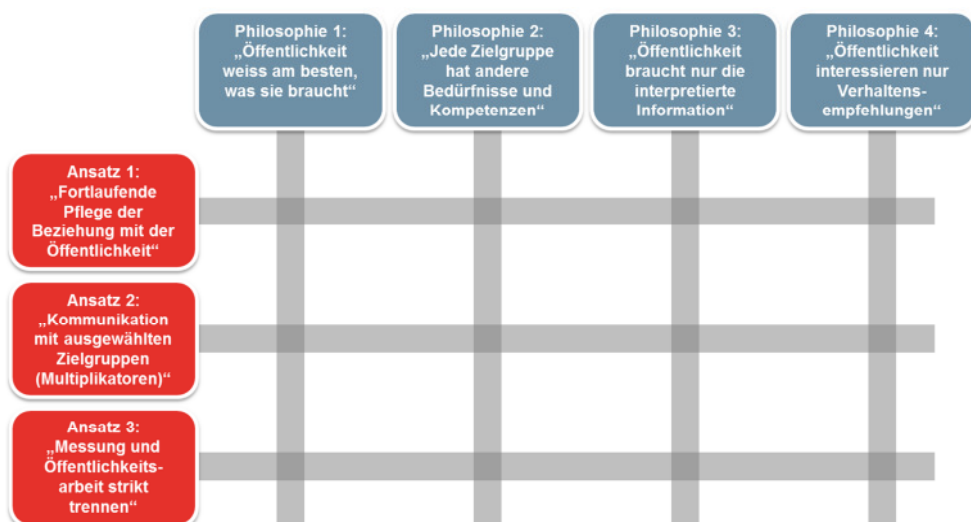 Philosophie 1:
„Öffentlichkeit
weiss am besten,
was sie braucht“
Philosophie 2:
„Jede Zielgruppe
hat andere
Bedürfnisse und
Kompetenzen“
Philosophie 3:
„Öffentlichkeit
braucht nur die
interpretierte
Information“
Philosophie 4:
„Öffentlichkeit
interessieren nur
Verhaltens-
empfehlungen“
Ansatz 1:
„Fortlaufende
Pflege der
Beziehung mit der
Öffentlichkeit“
Ansatz 2:
„Kommunikation
mit ausgewählten
Zielgruppen
(Multiplikatoren)“
Ansatz 3:
„Messung und
Öffentlichkeits-
arbeit strikt
trennen“